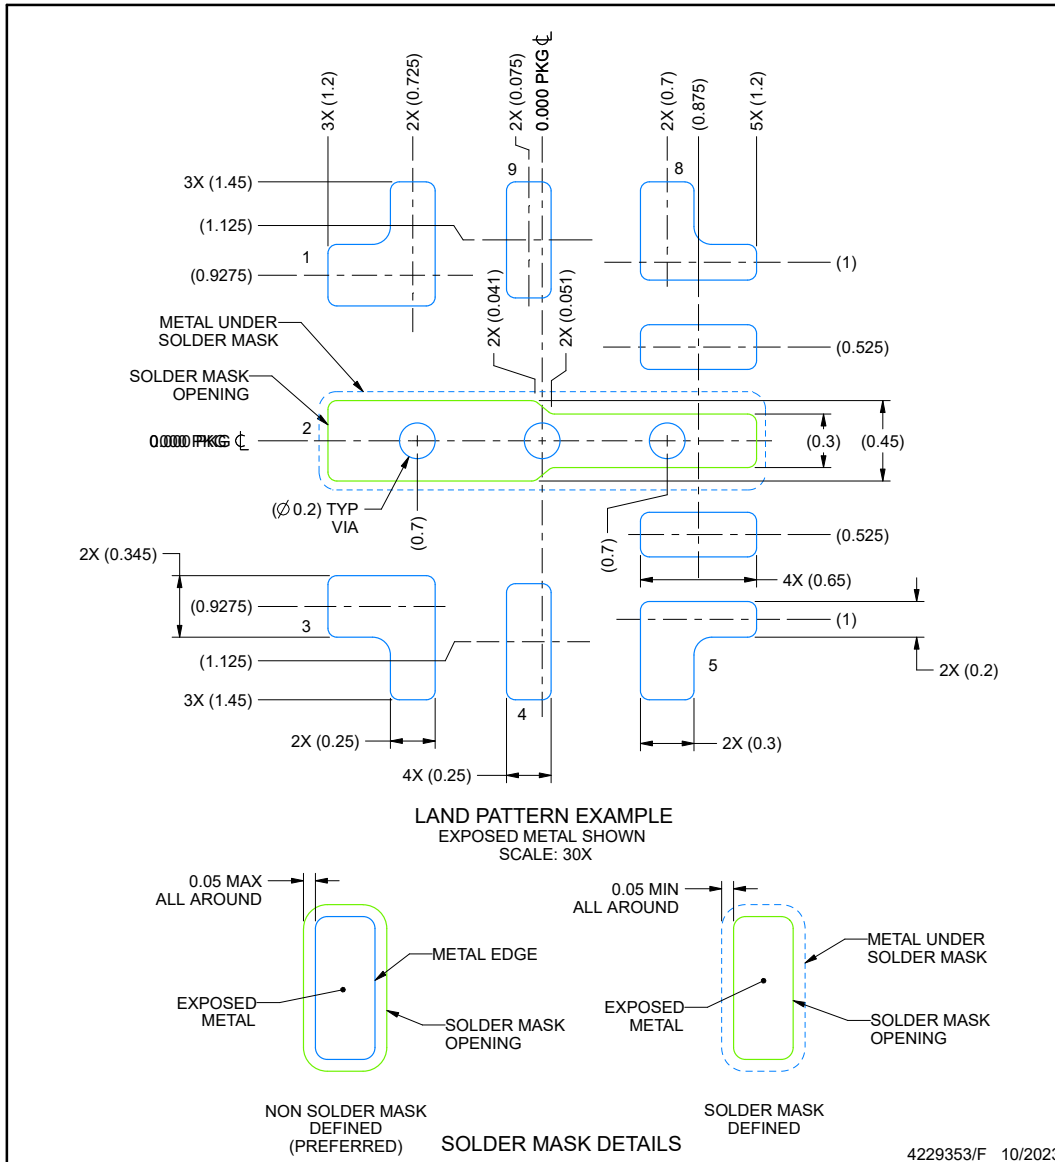 3X (1.2)
2X (0.725)
2X (0.075)
0.000 PKG ℄
2X (0.7)
(0.875)
5X (1.2)
9
8
3X (1.45)
(1.125)
1
(0.9275)
(1)
2X (0.041)
2X (0.051)
METAL UNDER
SOLDER MASK
(0.525)
SOLDER MASK
OPENING
2
0.000 PKG ℄
(0.3)
(0.45)
(Ø 0.2) TYP
VIA
(0.7)
(0.7)
(0.525)
2X (0.345)
4X (0.65)
(0.9275)
3
(1)
(1.125)
5
2X (0.2)
3X (1.45)
4
2X (0.25)
2X (0.3)
4X (0.25)
LAND PATTERN EXAMPLE
EXPOSED METAL SHOWN
SCALE: 30X
0.05 MAX
ALL AROUND
0.05 MIN
ALL AROUND
METAL EDGE
METAL UNDER
SOLDER MASK
EXPOSED
METAL
EXPOSED
METAL
SOLDER MASK
OPENING
SOLDER MASK
OPENING
NON SOLDER MASK
DEFINED
(PREFERRED)
SOLDER MASK
DEFINED
SOLDER MASK DETAILS
4229353/F 10/2023